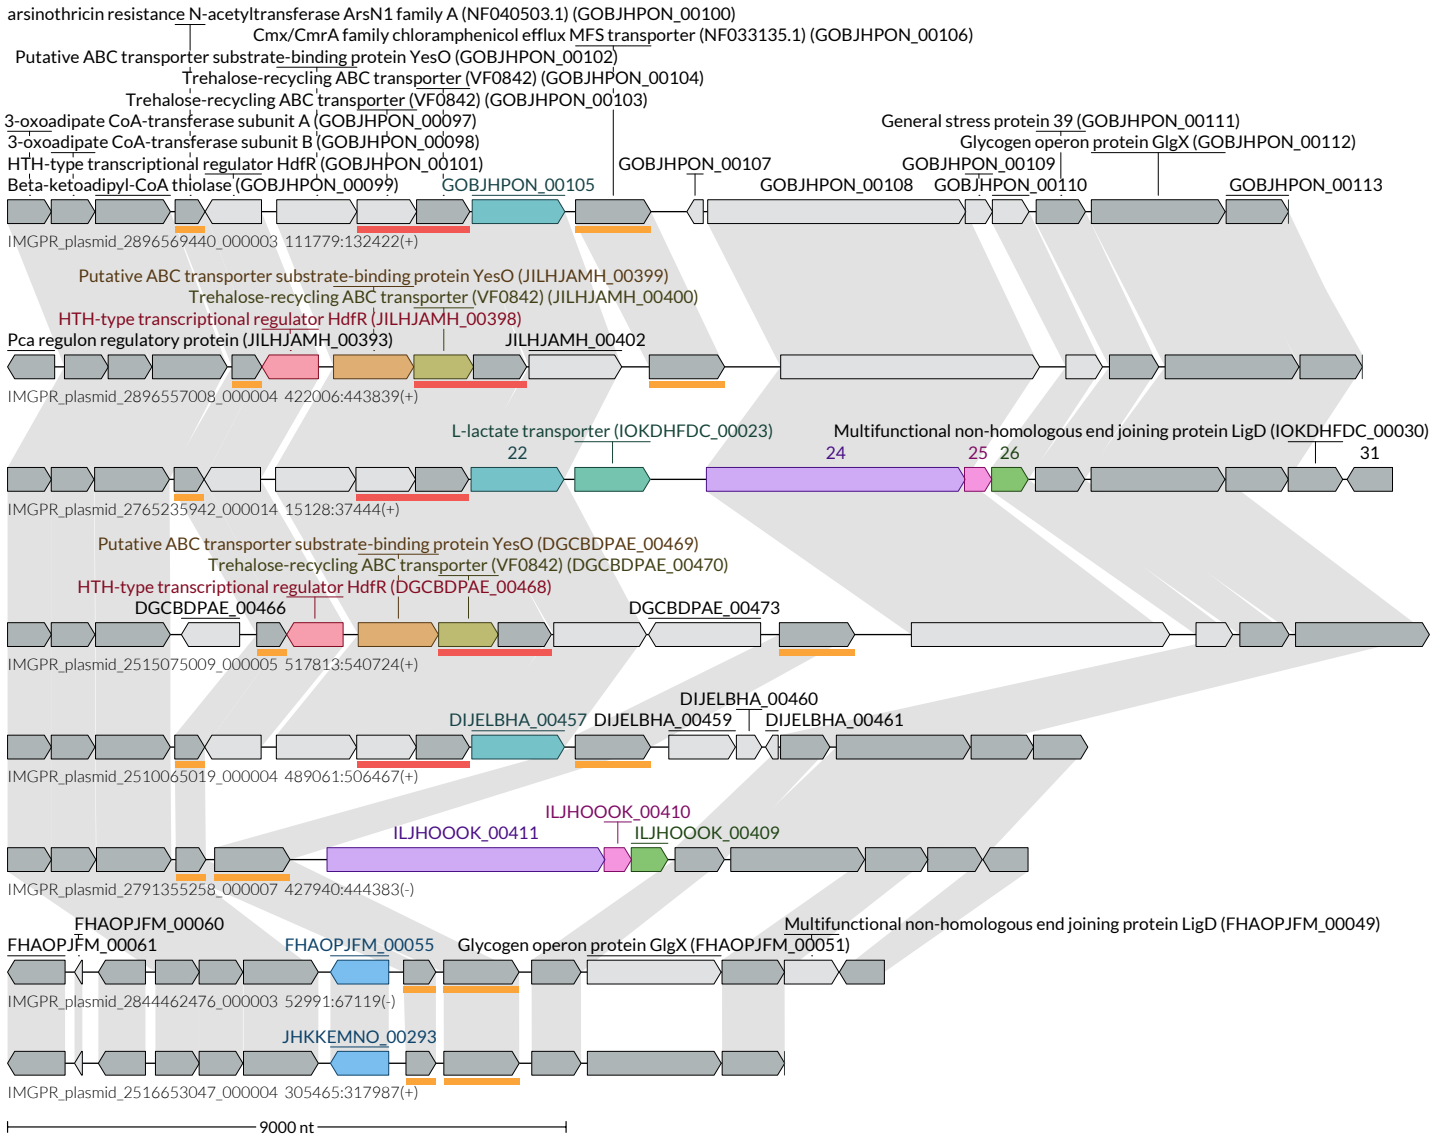 arsinothricin resistance N-acetyltransferase ArsN1 family A (NF040503.1) (GOBJHPON_00100)
Cmx/CmrA family chloramphenicol efflux MFS transporter (NF033135.1) (GOBJHPON_00106)
Putative ABC transporter substrate-binding protein YesO (GOBJHPON_00102)
Trehalose-recycling ABC transporter (VF0842) (GOBJHPON_00104)
Trehalose-recycling ABC transporter (VF0842) (GOBJHPON_00103)
3-oxoadipate CoA-transferase subunit A (GOBJHPON_00097) General stress protein 39 (GOBJHPON_00111)
3-oxoadipate CoA-transferase subunit B (GOBJHPON_00098) Glycogen operon protein GlgX (GOBJHPON_00112)
HTH-type transcriptional regulator HdfR (GOBJHPON_00101) GOBJHPON_00107 GOBJHPON_00109
Beta-ketoadipyl-CoA thiolase (GOBJHPON_00099) GOBJHPON_00105 GOBJHPON_00108 GOBJHPON_00110 GOBJHPON_00113
IMGPR_plasmid_2896569440_000003 111779:132422(+)
Putative ABC transporter substrate-binding protein YesO (JILHJAMH_00399)
Trehalose-recycling ABC transporter (VF0842) (JILHJAMH_00400)
HTH-type transcriptional regulator HdfR (JILHJAMH_00398)
Pca regulon regulatory protein (JILHJAMH_00393) JILHJAMH_00402
IMGPR_plasmid_2896557008_000004 422006:443839(+)
L-lactate transporter (IOKDHFDC_00023) Multifunctional non-homologous end joining protein LigD (IOKDHFDC_00030)
22 24 25 26 31
IMGPR_plasmid_2765235942_000014 15128:37444(+)
Putative ABC transporter substrate-binding protein YesO (DGCBDPAE_00469)
Trehalose-recycling ABC transporter (VF0842) (DGCBDPAE_00470)
HTH-type transcriptional regulator HdfR (DGCBDPAE_00468)
DGCBDPAE_00466 DGCBDPAE_00473
IMGPR_plasmid_2515075009_000005 517813:540724(+)
DIJELBHA_00460
DIJELBHA_00457 DIJELBHA_00459 DIJELBHA_00461
IMGPR_plasmid_2510065019_000004 489061:506467(+)
ILJHOOOK_00410
ILJHOOOK_00411 ILJHOOOK_00409
IMGPR_plasmid_2791355258_000007 427940:444383(-)
FHAOPJFM_00060 Multifunctional non-homologous end joining protein LigD (FHAOPJFM_00049)
FHAOPJFM_00061 FHAOPJFM_00055 Glycogen operon protein GlgX (FHAOPJFM_00051)
IMGPR_plasmid_2844462476_000003 52991:67119(-)
JHKKEMNO_00293
IMGPR_plasmid_2516653047_000004 305465:317987(+)
9000 nt